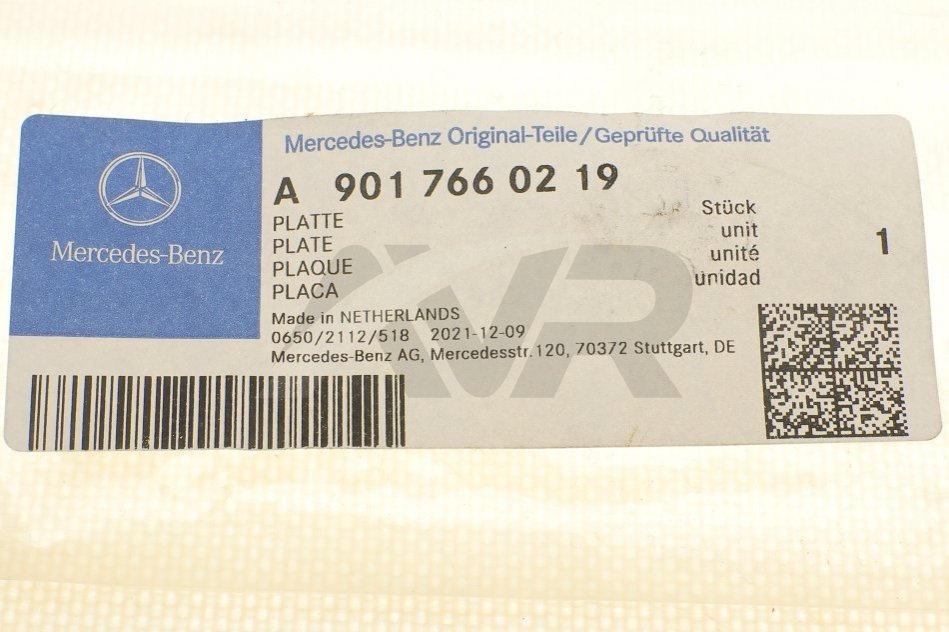 Mercedes-Benz
Mercedes-Benz Original-Teile/Geprüfte Qualität
A 901 766 02 19
PLATTE
PLATE
PLAQUE
PLACA
Stück
unit
unité
unidad
1
Made in NETHERLANDS
0650/2112/518 2021-12-09
Mercedes-Benz AG, Mercedesstr.120, 70372 Stuttgart, DE